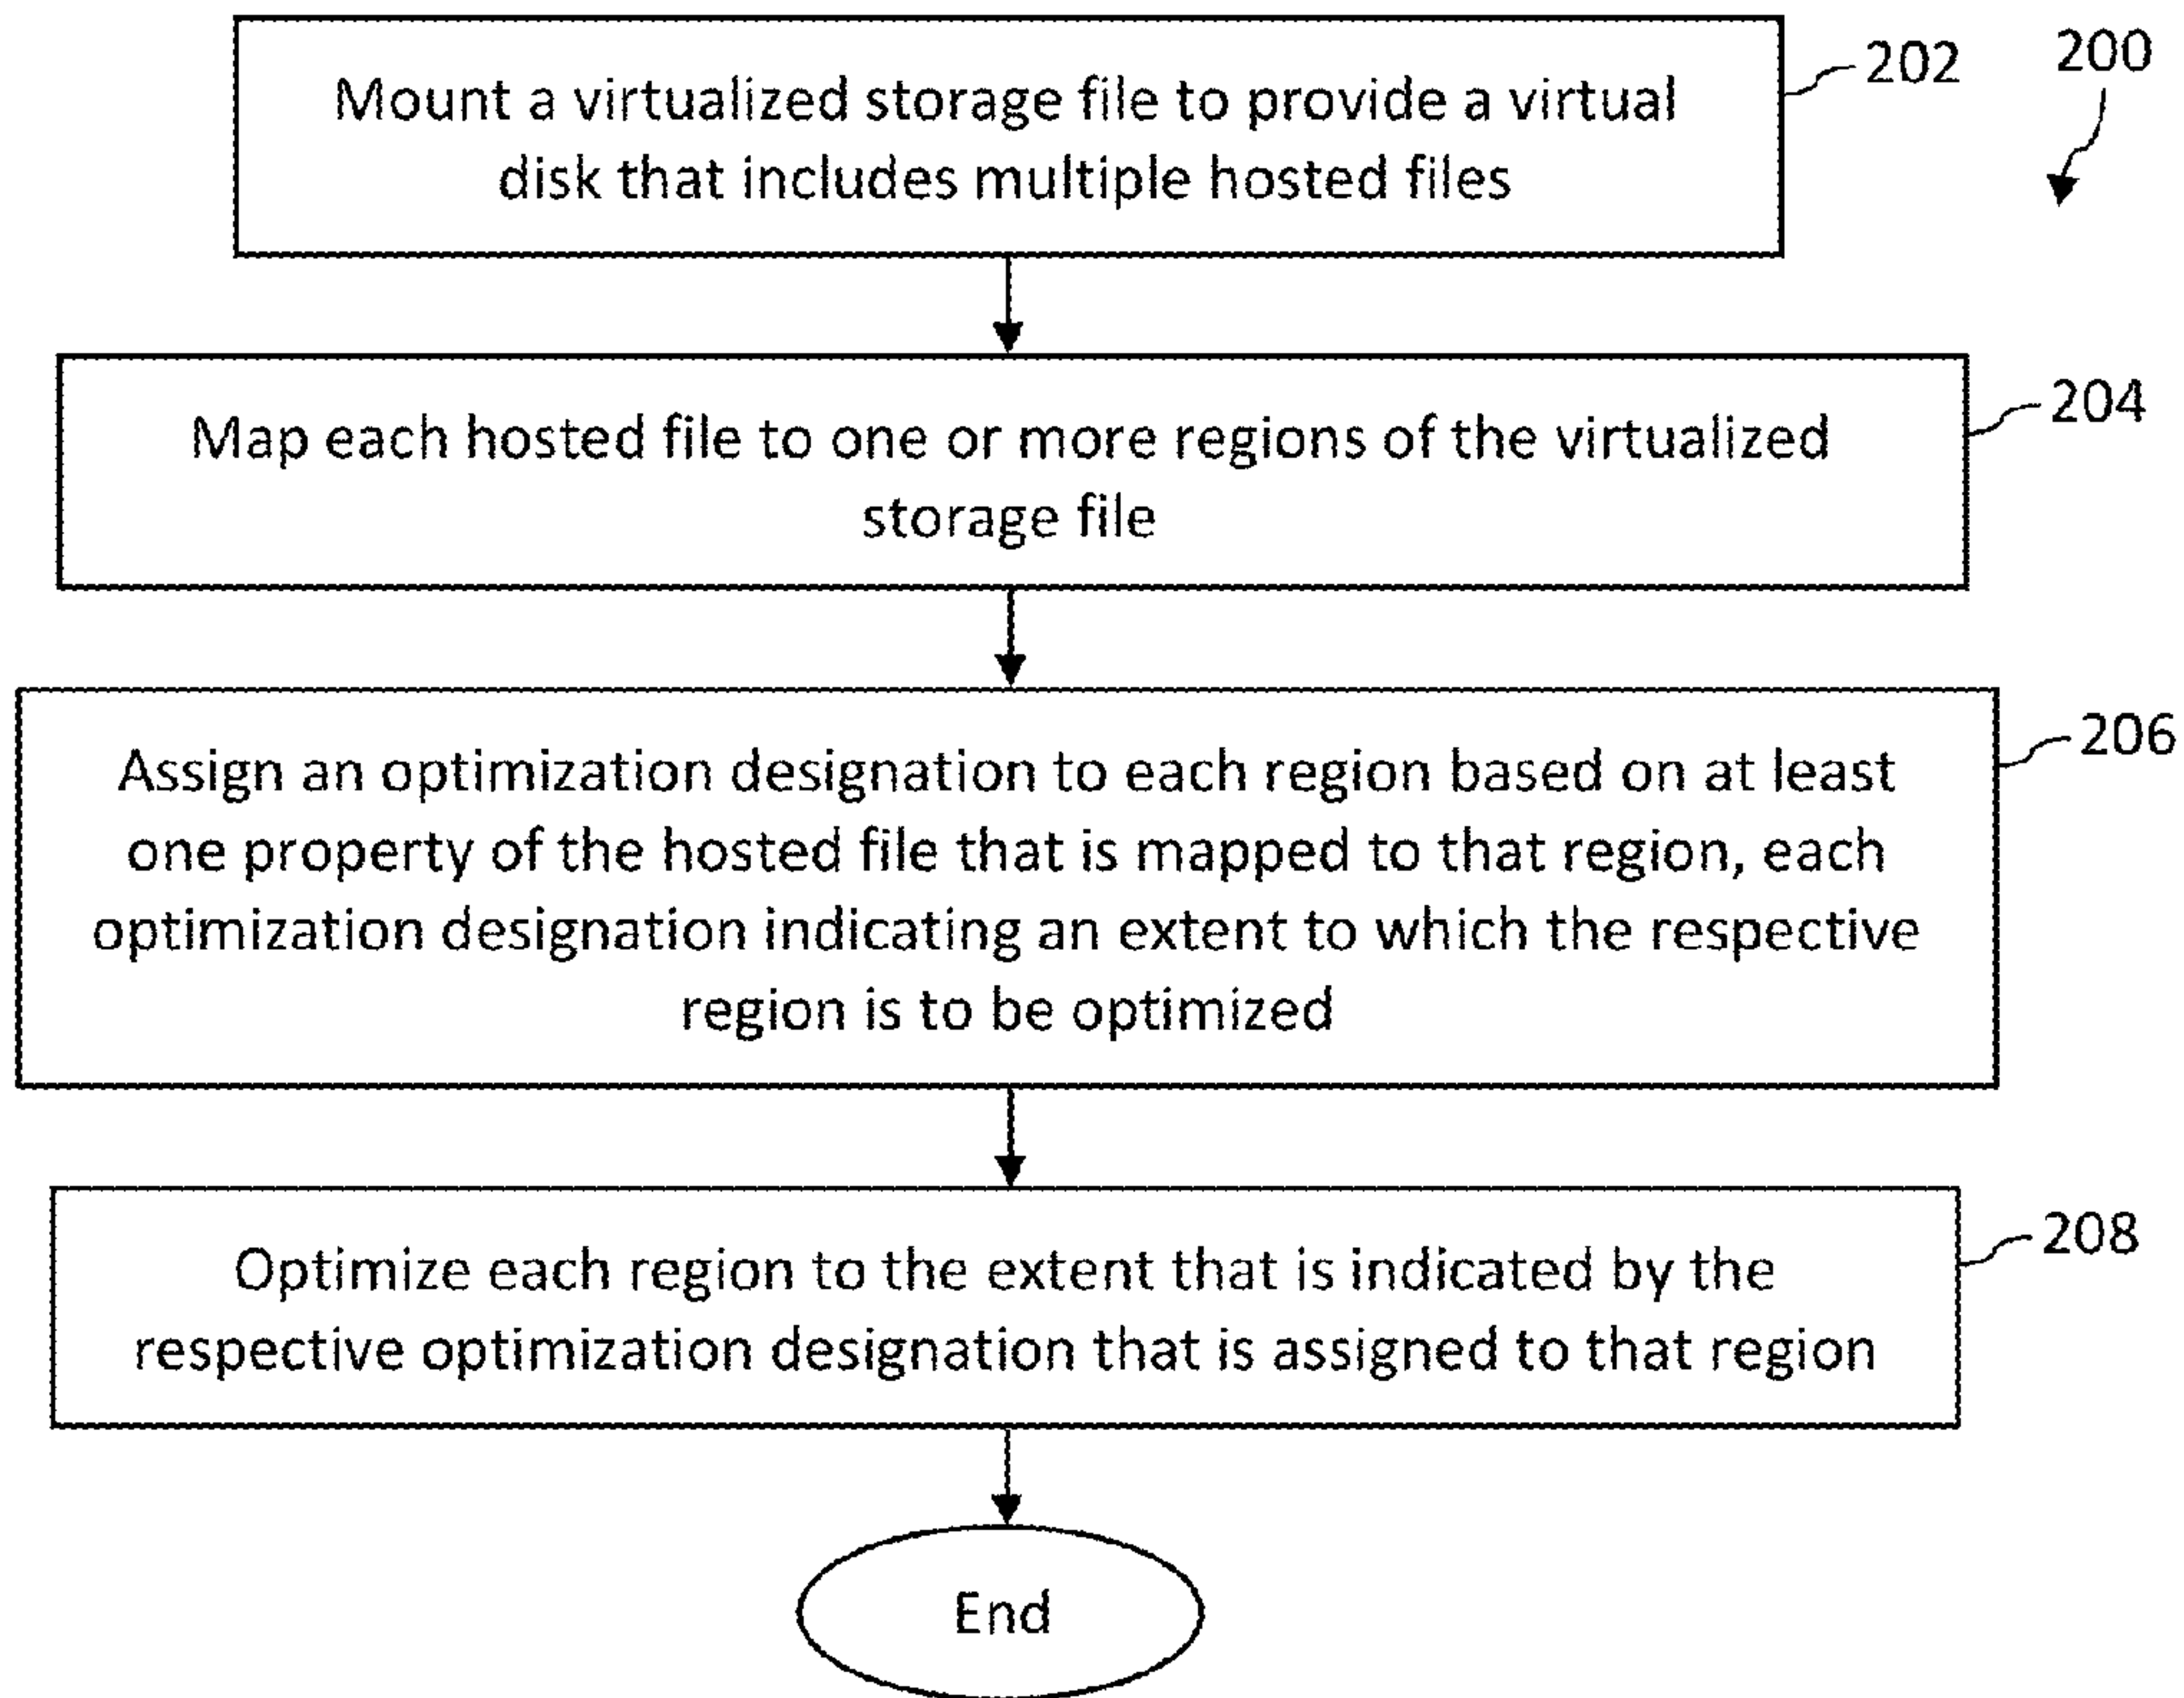 Mount a virtualized storage file to provide a virtual
disk that includes multiple hosted files
202
200
Map each hosted file to one or more regions of the virtualized
storage file
204
Assign an optimization designation to each region based on at least
one property of the hosted file that is mapped to that region, each
optimization designation indicating an extent to which the respective
region is to be optimized
206
Optimize each region to the extent that is indicated by the
respective optimization designation that is assigned to that region
208
End